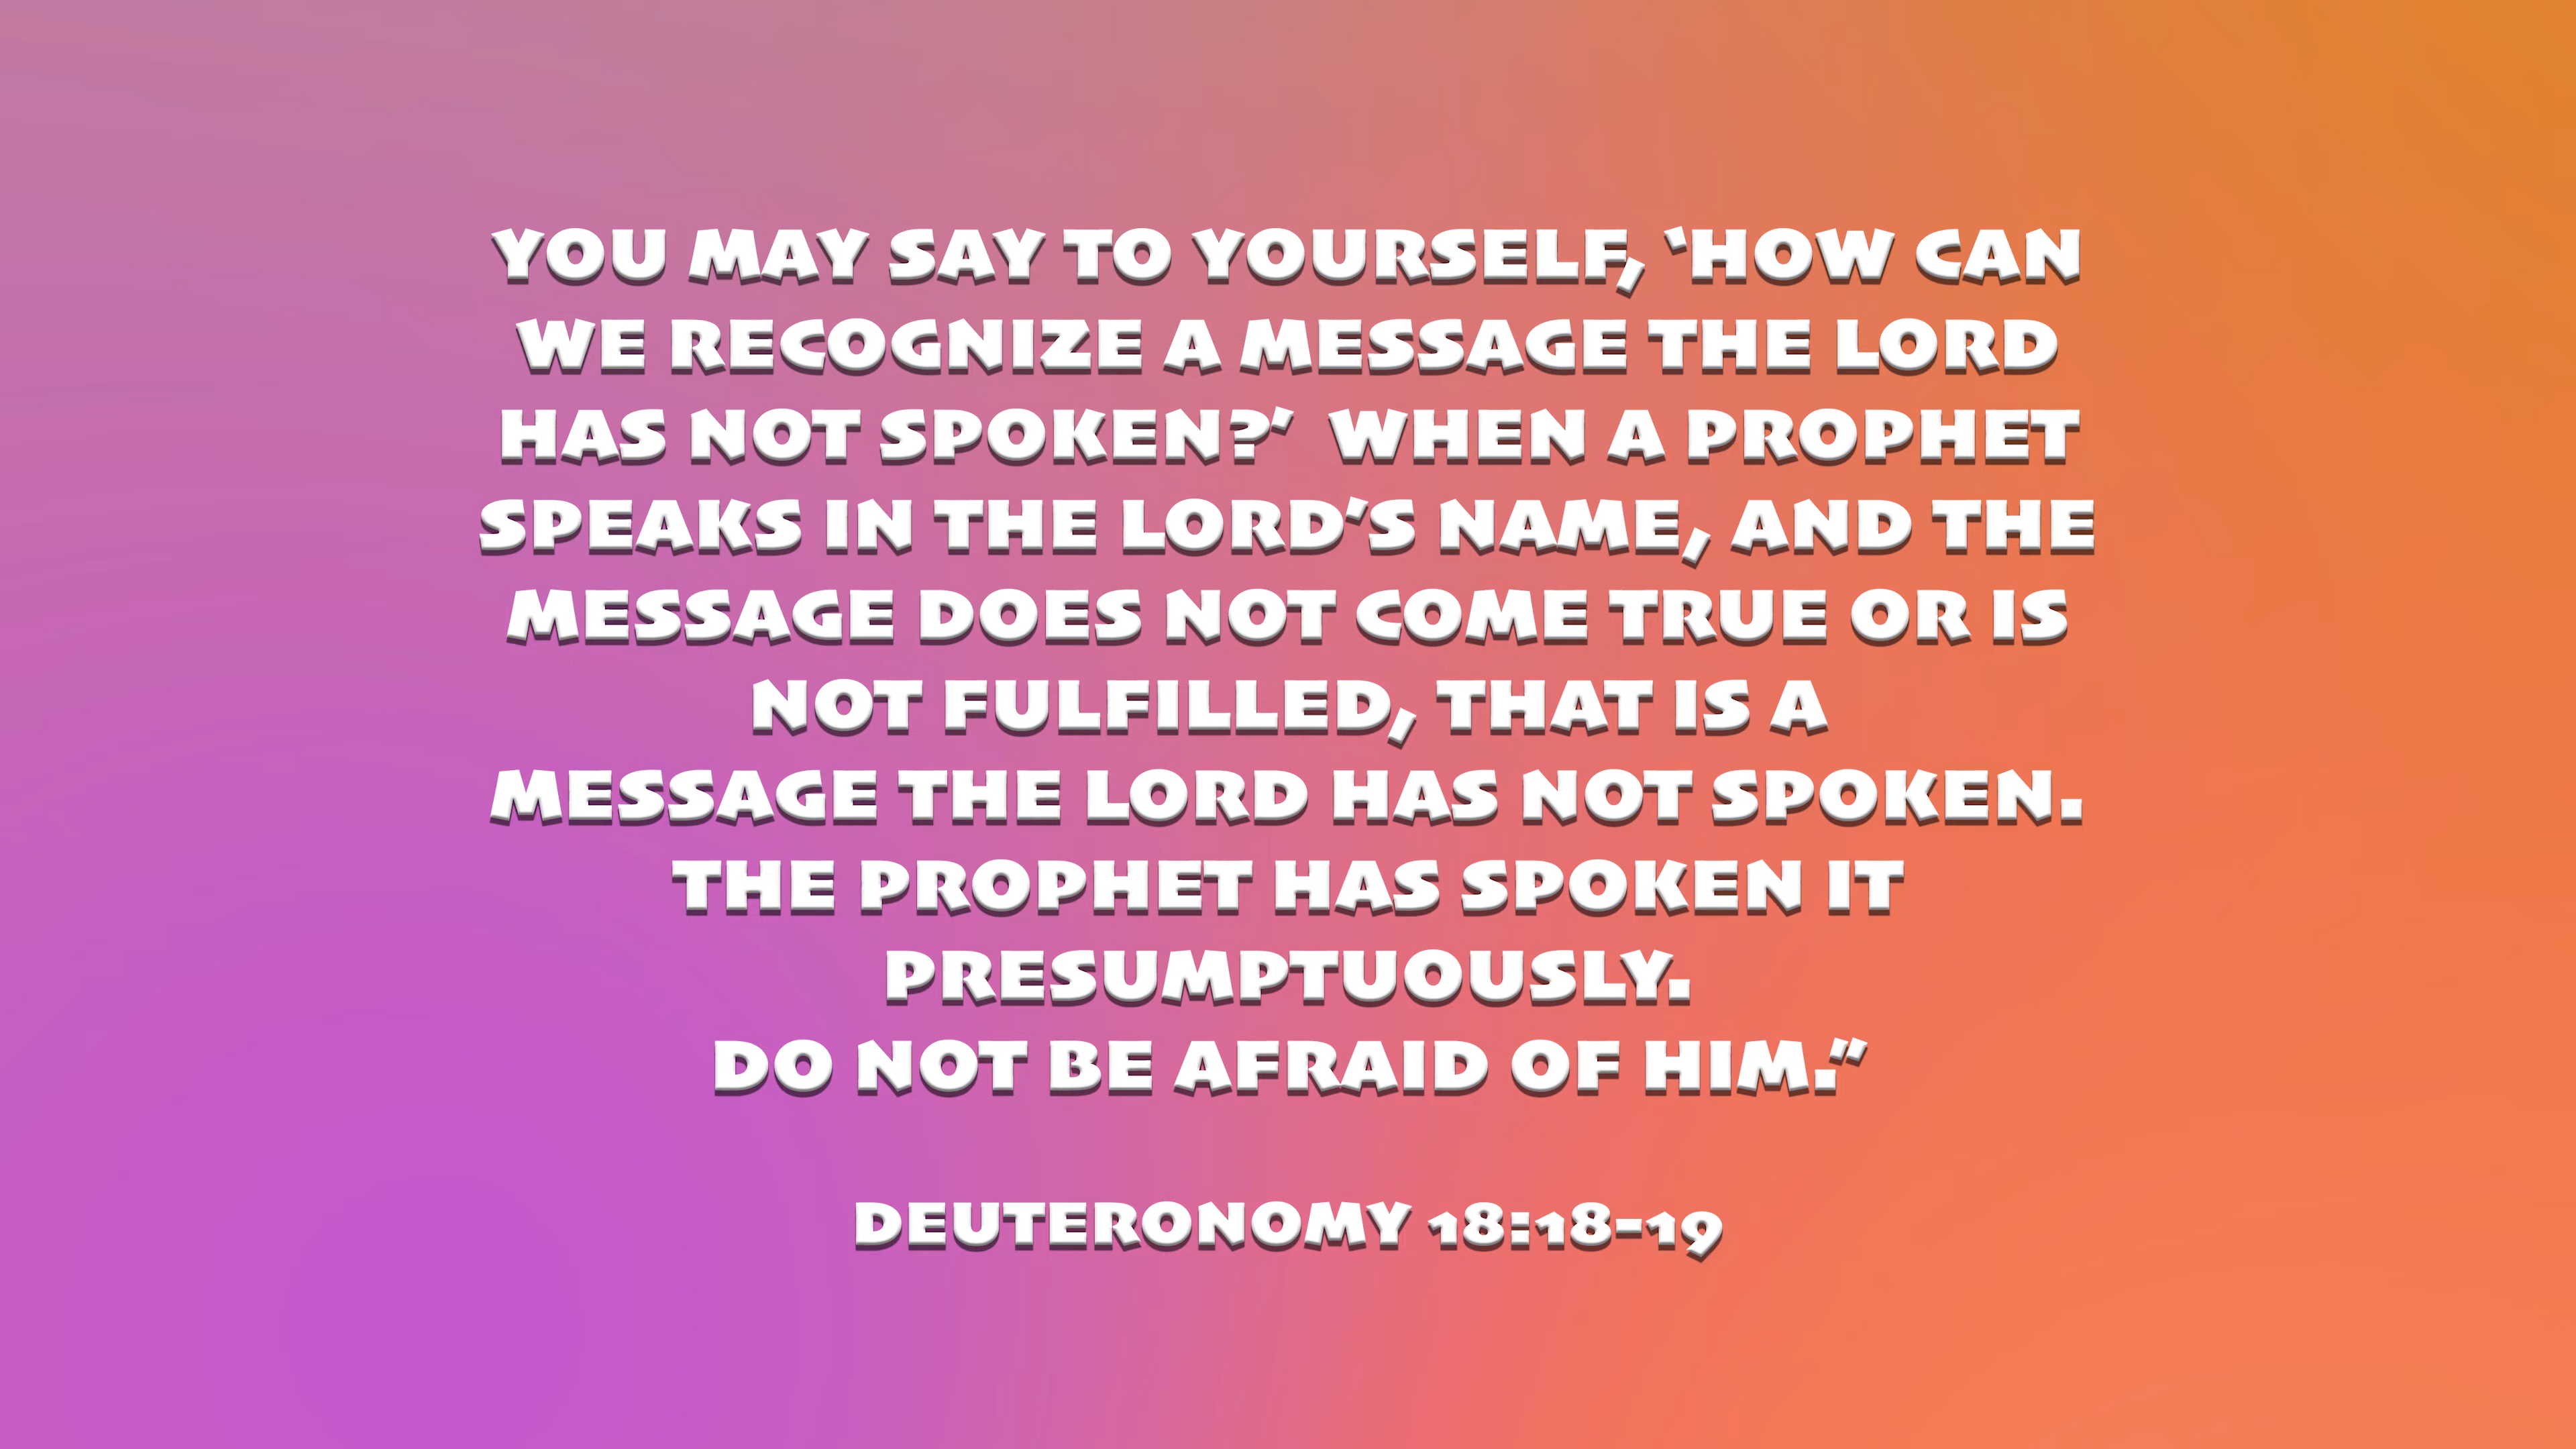 YOU MAY SAY TO YOURSELF, ‘HOW CAN
WE RECOGNIZE A MESSAGE THE LORD
HAS NOT SPOKEN?’ WHEN A PROPHET
SPEAKS IN THE LORD’S NAME, AND THE
MESSAGE DOES NOT COME TRUE OR IS
NOT FULFILLED, THAT IS A
MESSAGE THE LORD HAS NOT SPOKEN.
THE PROPHET HAS SPOKEN IT
PRESUMPTUOUSLY.
DO NOT BE AFRAID OF HIM.”
DEUTERONOMY 18:18-19